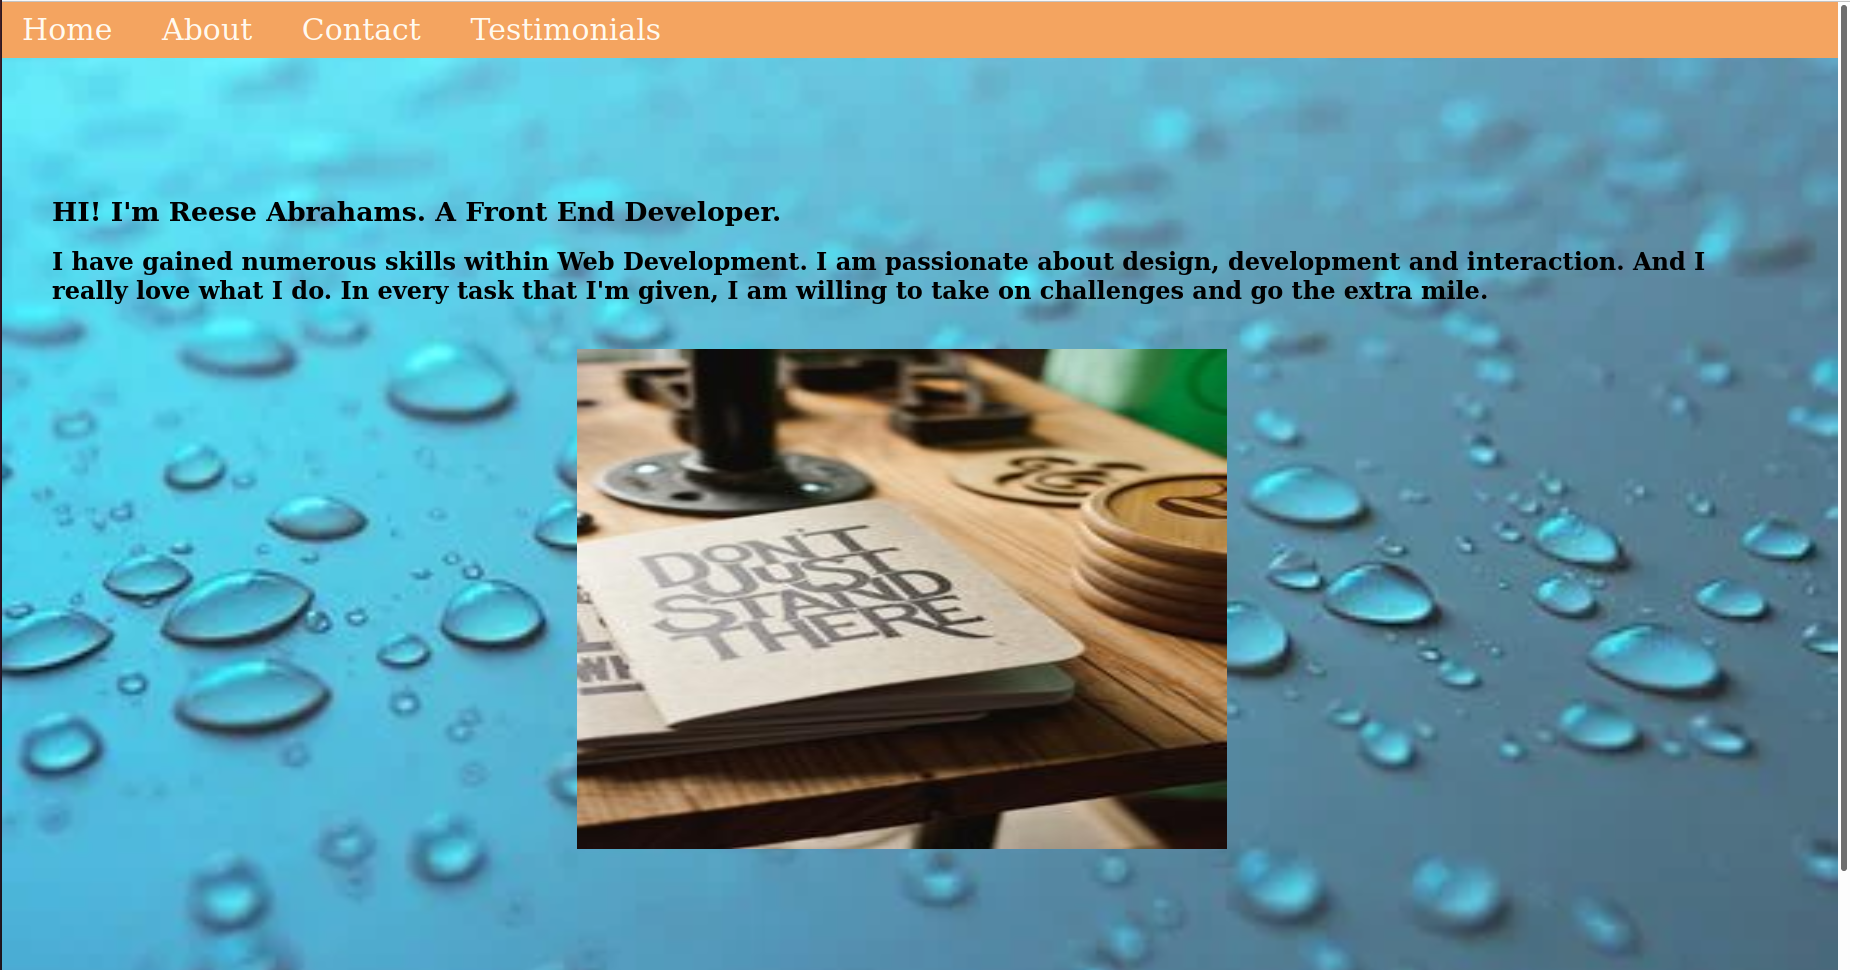 Home About Contact Testimonials
HI! I'm Reese Abrahams. A Front End Developer.
I have gained numerous skills within Web Development. I am passionate about design, development and interaction. And I
really love what I do. In every task that I'm given, I am willing to take on challenges and go the extra mile.
DON'T
JUST
STAND
THERE